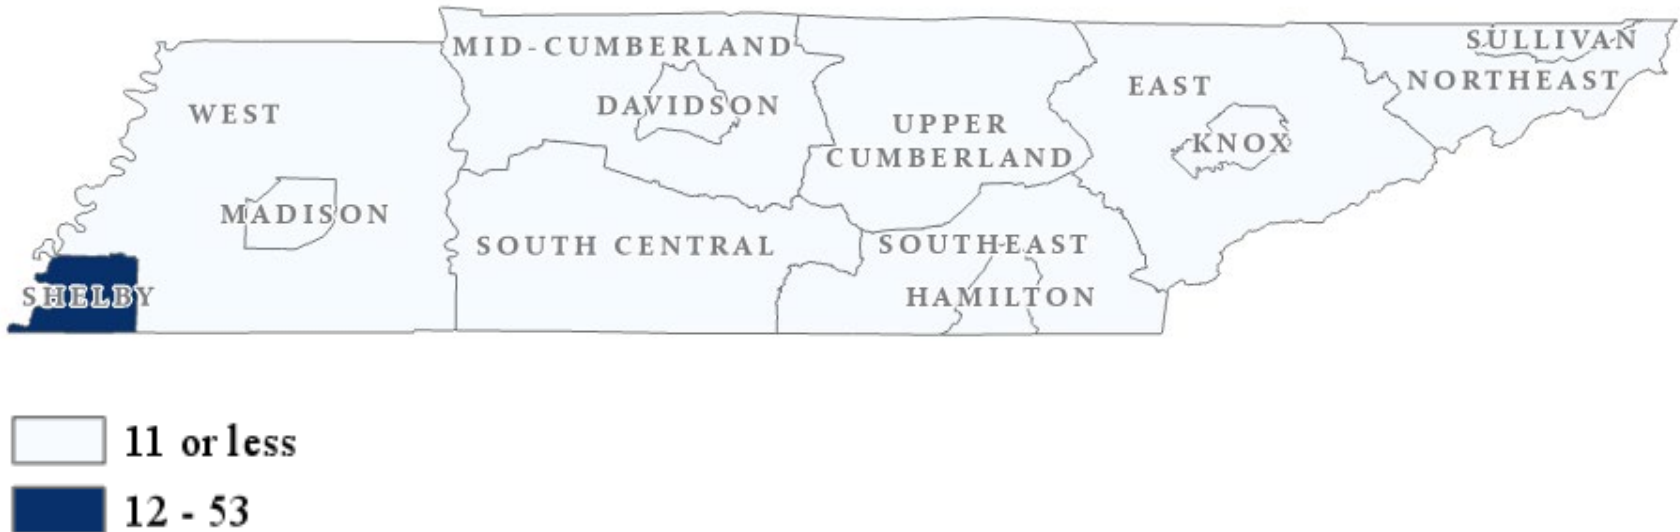 MID-CUMBERLAND
SULLIVAN
NORTHEAST
EAST
WEST
DAVIDSON
UPPER
CUMBERLAND
KNOX
MADISON
SOUTH CENTRAL
SOUTHEAST
SHELBY
HAMILTON
11 or less
12 - 53